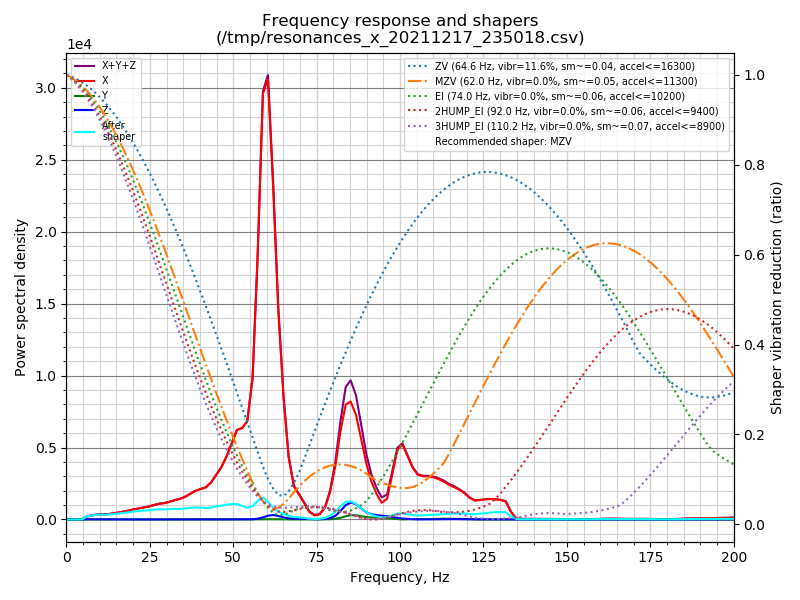 Frequency response and shapers
(/tmp/resonances_x_20211217_235018.csv)
1e4
X+Y+Z
X
Y
Z
After
shaper
ZV (64.6 Hz, vibr=11.6%, sm~=0.04, accel<=16300)
MZV (62.0 Hz, vibr=0.0%, sm~=0.05, accel<=11300)
EI (74.0 Hz, vibr=0.0%, sm~=0.06, accel<=10200)
2HUMP_EI (92.0 Hz, vibr=0.0%, sm~=0.06, accel<=9400)
3HUMP_EI (110.2 Hz, vibr=0.0%, sm~=0.07, accel<=8900)
Recommended shaper: MZV
Power spectral density
3.0
2.5
2.0
1.5
1.0
0.5
0.0
1.0
0.8
0.6
0.4
0.2
0.0
Shaper vibration reduction (ratio)
0 25 50 75 100 125 150 175 200
Frequency, Hz